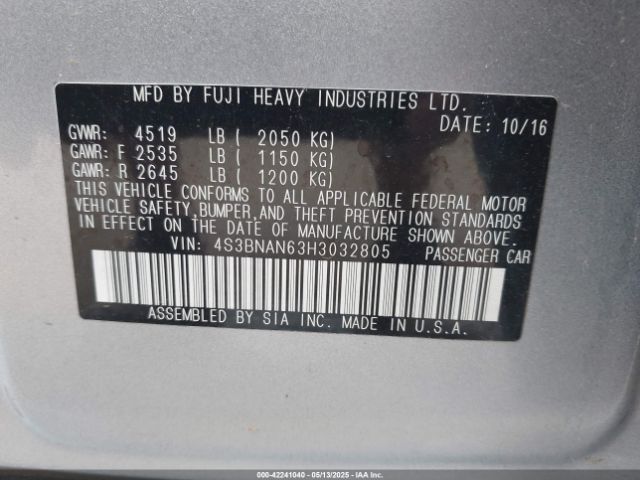 MFD BY FUJI HEAVY INDUSTRIES LTD.
DATE: 10/16
GVWR: 4519 LB ( 2050 KG)
GAWR: F 2535 LB ( 1150 KG)
GAWR: R 2645 LB ( 1200 KG)
THIS VEHICLE CONFORMS TO ALL APPLICABLE FEDERAL MOTOR
VEHICLE SAFETY, BUMPER, AND THEFT PREVENTION STANDARDS
IN EFFECT ON THE DATE OF MANUFACTURE SHOWN ABOVE.
VIN: 4S3BNAN63H3032805 PASSENGER CAR
ASSEMBLED BY SIA INC. MADE IN U.S.A.
000-42241040 - 05/13/2025 - IAAI.COM